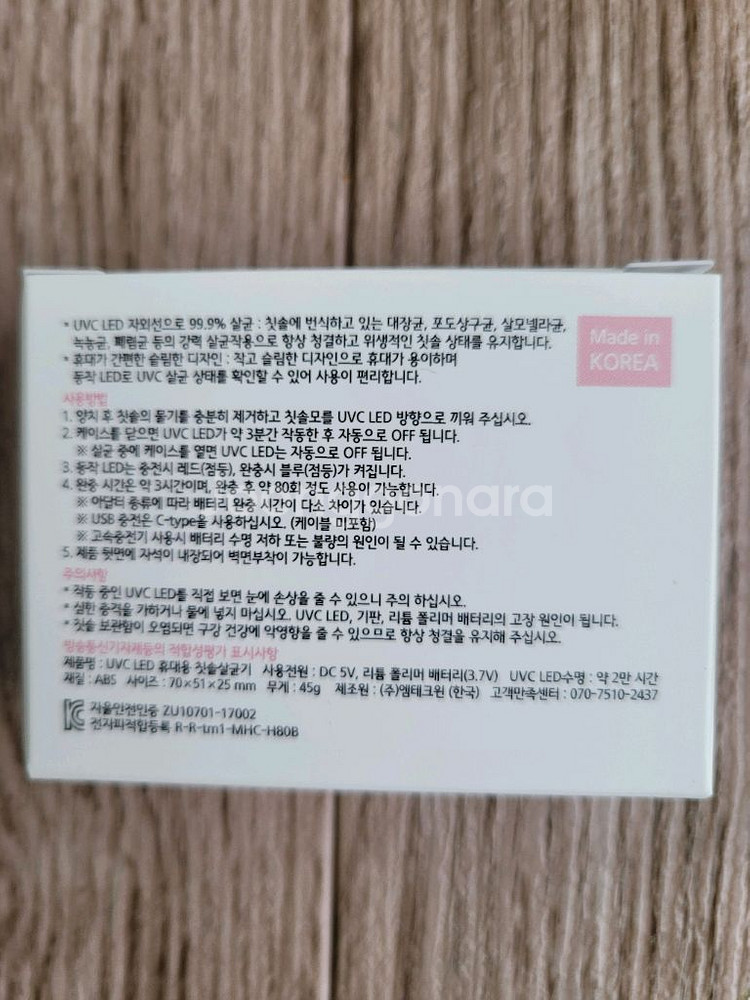 * UVC LED 자외선으로 99.9% 살균 : 칫솔에 번식하고 있는 대장균, 포도상구균, 살모넬라균,
녹농균, 폐렴균 등의 강력 살균작용으로 항상 청결하고 위생적인 칫솔 상태를 유지합니다.
* 휴대가 간편한 슬림한 디자인 : 작고 슬림한 디자인으로 휴대가 용이하며
동작 LED로 UVC 살균 상태를 확인할 수 있어 사용이 편리합니다.
Made in
KOREA
사용방법
1. 양치 후 칫솔의 물기를 충분히 제거하고 칫솔모를 UVC LED 방향으로 끼워 주십시오.
2. 케이스를 닫으면 UVC LED가 약 3분간 작동한 후 자동으로 OFF 됩니다.
※ 살균 중에 케이스를 열면 UVC LED는 자동으로 OFF 됩니다.
3. 동작 LED는 충전시 레드(점등), 완충시 블루(점등)가 켜집니다.
4. 완충 시간은 약 3시간이며, 완충 후 약 80회 정도 사용이 가능합니다.
※ 아답터 종류에 따라 배터리 완충 시간이 다소 차이가 있습니다.
※ USB 충전은 C-type을 사용하십시오. (케이블 미포함)
※ 고속충전기 사용시 배터리 수명 저하 또는 불량의 원인이 될 수 있습니다.
5. 제품 뒷면에 자석이 내장되어 벽면부착이 가능합니다.
주의사항
* 작동 중인 UVC LED를 직접 보면 눈에 손상을 줄 수 있으니 주의 하십시오.
* 심한 충격을 가하거나 물에 넣지 마십시오. UVC LED, 기판, 리튬 폴리머 배터리의 고장 원인이 됩니다.
* 칫솔 보관함이 오염되면 구강 건강에 악영향을 줄 수 있으므로 항상 청결을 유지해 주십시오.
방송통신기자재등의 적합성평가 표시사항
제품명 : UVC LED 휴대용 칫솔살균기 사용전원 : DC 5V, 리튬 폴리머 배터리(3.7V) UVC LED수명 : 약 2만 시간
재질 : ABS 사이즈 : 70×51×25 mm 무게 : 45g 제조원 : (주)엠테크윈 (한국) 고객만족센터 : 070-7510-2437
자율안전인증 ZU10701-17002
전자파적합등록 R-R-tm1-MHC-H80B